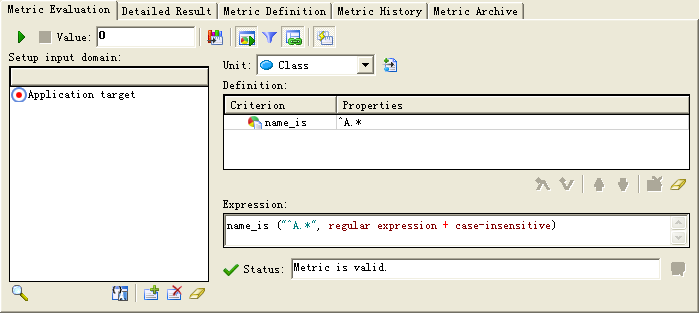 Metric Evaluation Detailed Result Metric Definition Metric History Metric Archive
Value: 0
Setup input domain:
Application target
Unit: Class
Definition:
Criterion Properties
name_is ^A.*
Expression:
name_is ("^A.*", regular expression + case-insensitive)
Status: Metric is valid.